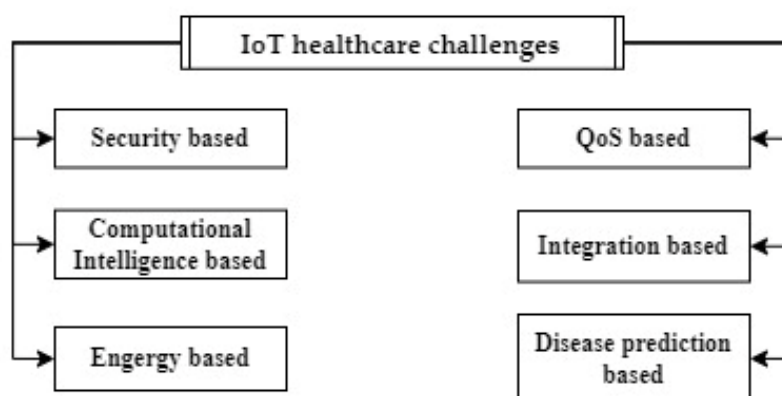 IoT healthcare challenges
Security based
Computational
Intelligence based
Engergy based
QoS based
Integration based
Disease prediction
based